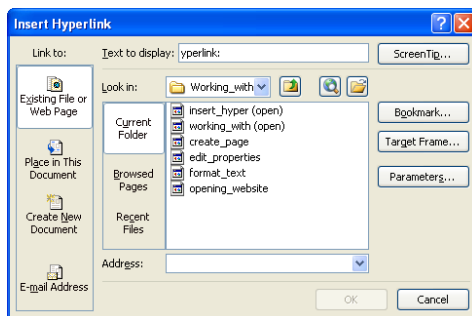 Insert Hyperlink
Link to:
Text to display: yperlink:
ScreenTip...
Existing File or
Web Page
Look in: Working_with
Current
Folder
insert_hyper (open)
working_with (open)
create_page
edit_properties
format_text
opening_website
Bookmark...
Target Frame...
Parameters...
Place in This
Document
Browsed
Pages
Create New
Document
Recent
Files
E-mail Address
Address:
OK
Cancel